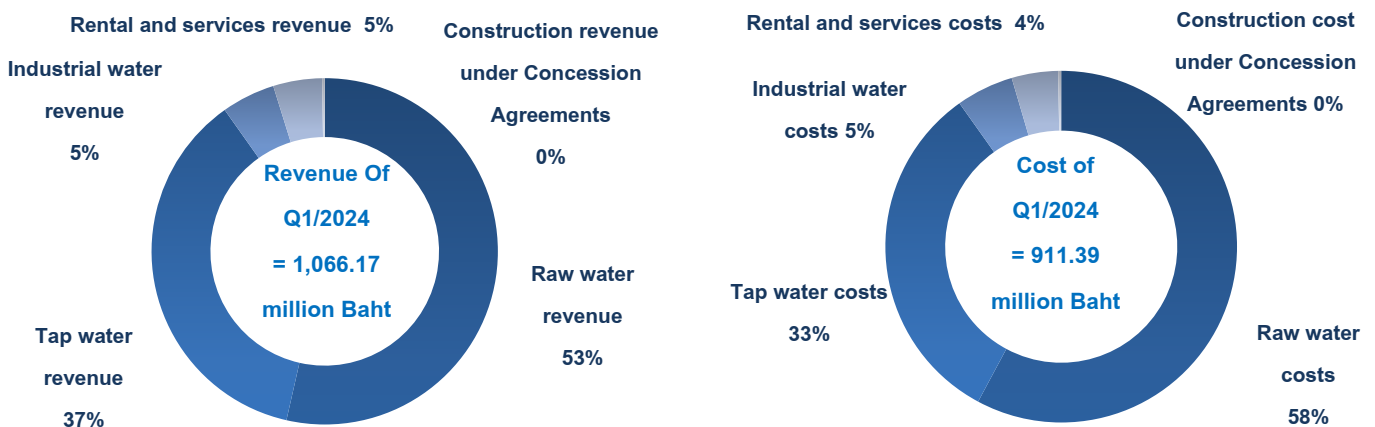 Rental and services revenue 5%
Construction revenue
under Concession
Agreements
0%
Industrial water
revenue
5%
Revenue Of
Q1/2024
= 1,066.17
million Baht
Raw water
revenue
53%
Tap water
revenue
37%
Rental and services costs 4%
Construction cost
under Concession
Agreements 0%
Industrial water
costs 5%
Cost of
Q1/2024
= 911.39
million Baht
Tap water costs
33%
Raw water
costs
58%